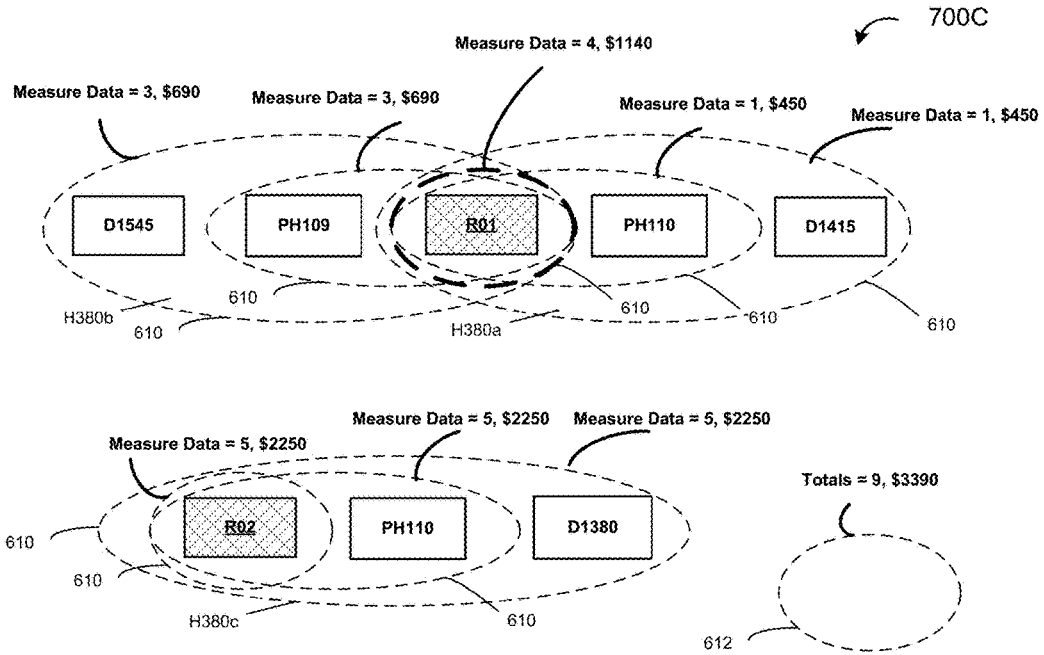 700C
Measure Data = 4, $1140
Measure Data = 3, $690
Measure Data = 3, $690
Measure Data = 1, $450
Measure Data = 1, $450
D1545
PH109
R01
PH110
D1415
610
610
610
610
610
H380b
H380a
Measure Data = 5, $2250
Measure Data = 5, $2250
Measure Data = 5, $2250
Totals = 9, $3390
R02
PH110
D1380
610
610
610
H380c
612